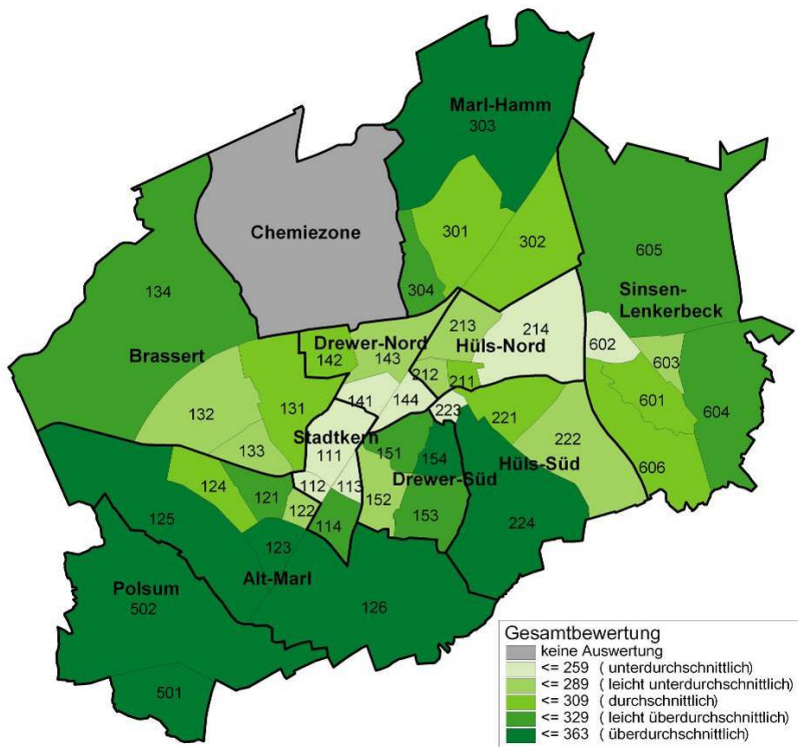 Marl-Hamm
303
Chemiezone
301
302
304
605
Sinsen-
Lenkerbeck
134
Brassert
Drewer-Nord
142
143
213
Hüls-Nord
214
602
603
212
211
601
604
132
131
141
144
223
221
222
133
Stadtkern
111
151
154
Hüls-Süd
Drewer-Süd
124
121
112
113
152
153
606
125
122
114
123
224
Polsum
502
Alt-Marl
126
501
Gesamtbewertung
keine Auswertung
<= 259 ( unterdurchschnittlich)
<= 289 ( leicht unterdurchschnittlich)
<= 309 ( durchschnittlich)
<= 329 ( leicht überdurchschnittlich)
<= 363 ( überdurchschnittlich)